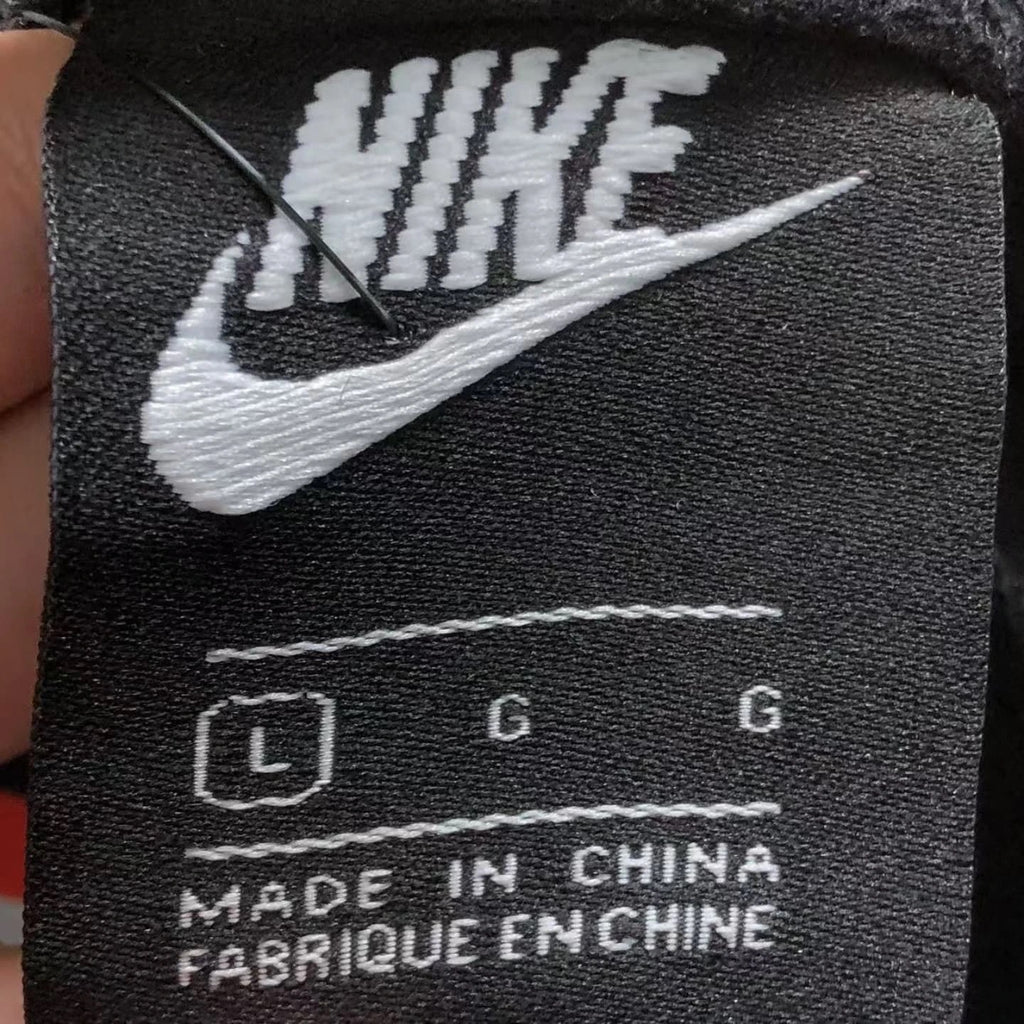 NIKE
L G G
MADE IN CHINA
FABRIQUE EN CHINE